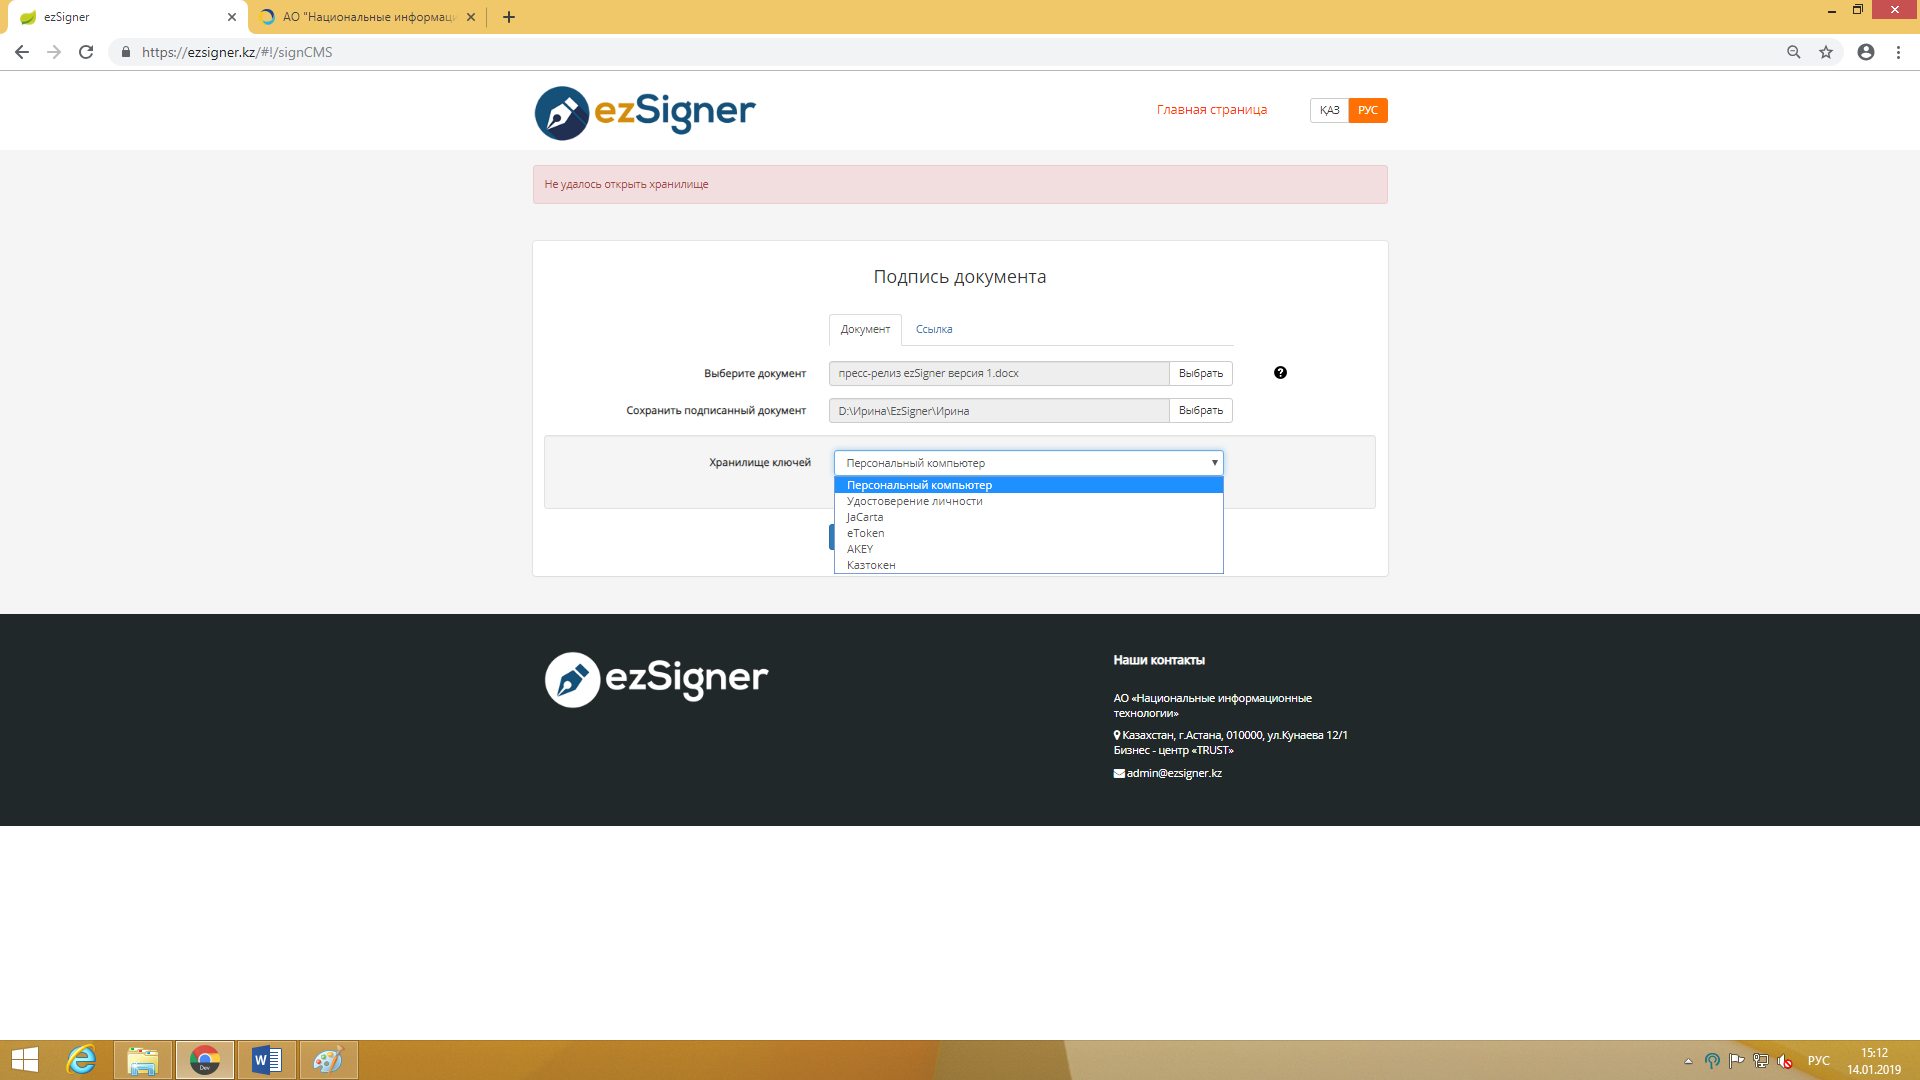 ezSigner
АО "Национальные информаци
https://ezsigner.kz/#!/signCMS
ezSigner
Главная страница
ҚАЗ
РУС
Не удалось открыть хранилище
Подпись документа
Документ
Ссылка
Выберите документ
пресс-релиз ezSigner версия 1.docx
Выбрать
Сохранить подписанный документ
D:\Ирина\EzSigner\Ирина
Выбрать
Хранилище ключей
Персональный компьютер
Персональный компьютер
Удостоверение личности
JaCarta
eToken
AKEY
Казтокен
ezSigner
Наши контакты
АО «Национальные информационные
технологии»
Казахстан, г.Астана, 010000, ул.Кунаева 12/1
Бизнес - центр «TRUST»
admin@ezsigner.kz
Dev
W
РУС
15:12
14.01.2019